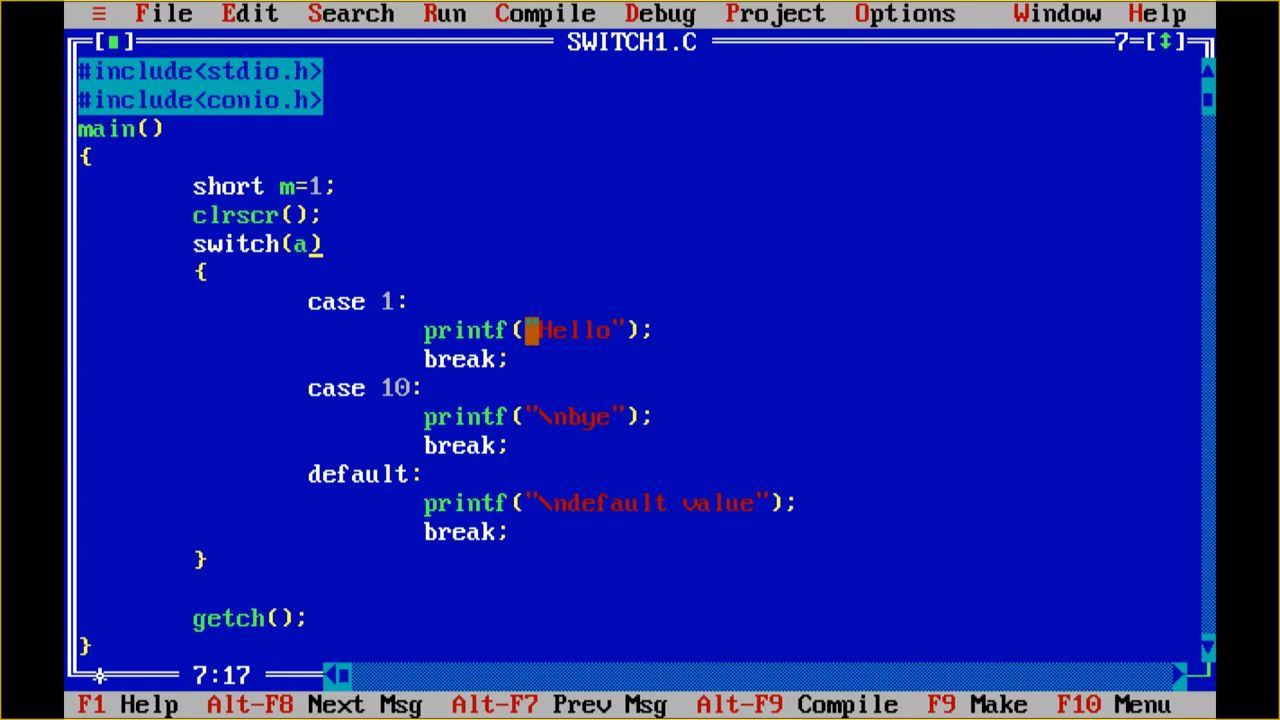 ≡ File Edit Search Run Compile Debug Project Options Window Help
[■] SWITCH1.C 7=[↕]
#include<stdio.h>
#include<conio.h>
main()
{
short m=1;
clrscr();
switch(a)
{
case 1:
printf("Hello");
break;
case 10:
printf("\nbye");
break;
default:
printf("\ndefault value");
break;
}
getch();
}
7:17
F1 Help Alt-F8 Next Msg Alt-F7 Prev Msg Alt-F9 Compile F9 Make F10 Menu